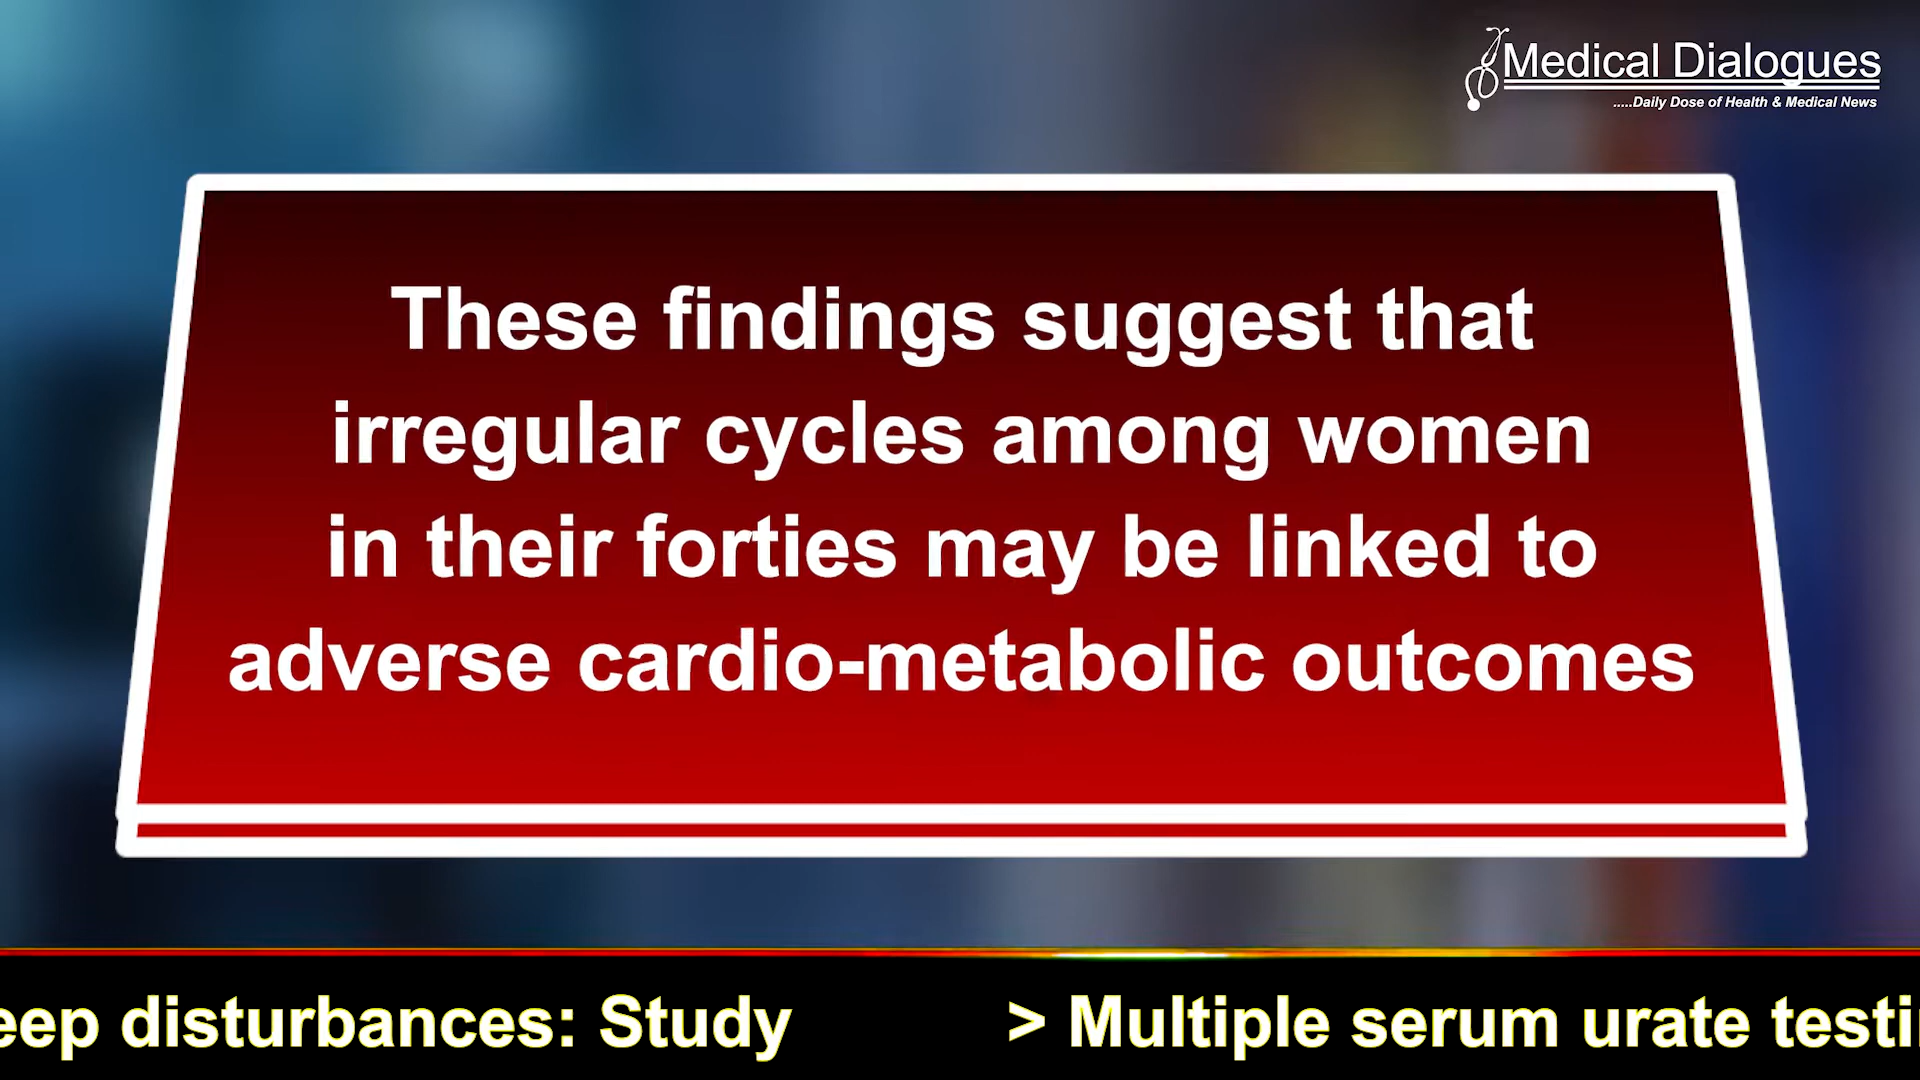 Medical Dialogues
.....Daily Dose of Health & Medical News
These findings suggest that
irregular cycles among women
in their forties may be linked to
adverse cardio-metabolic outcomes
eep disturbances: Study > Multiple serum urate testi